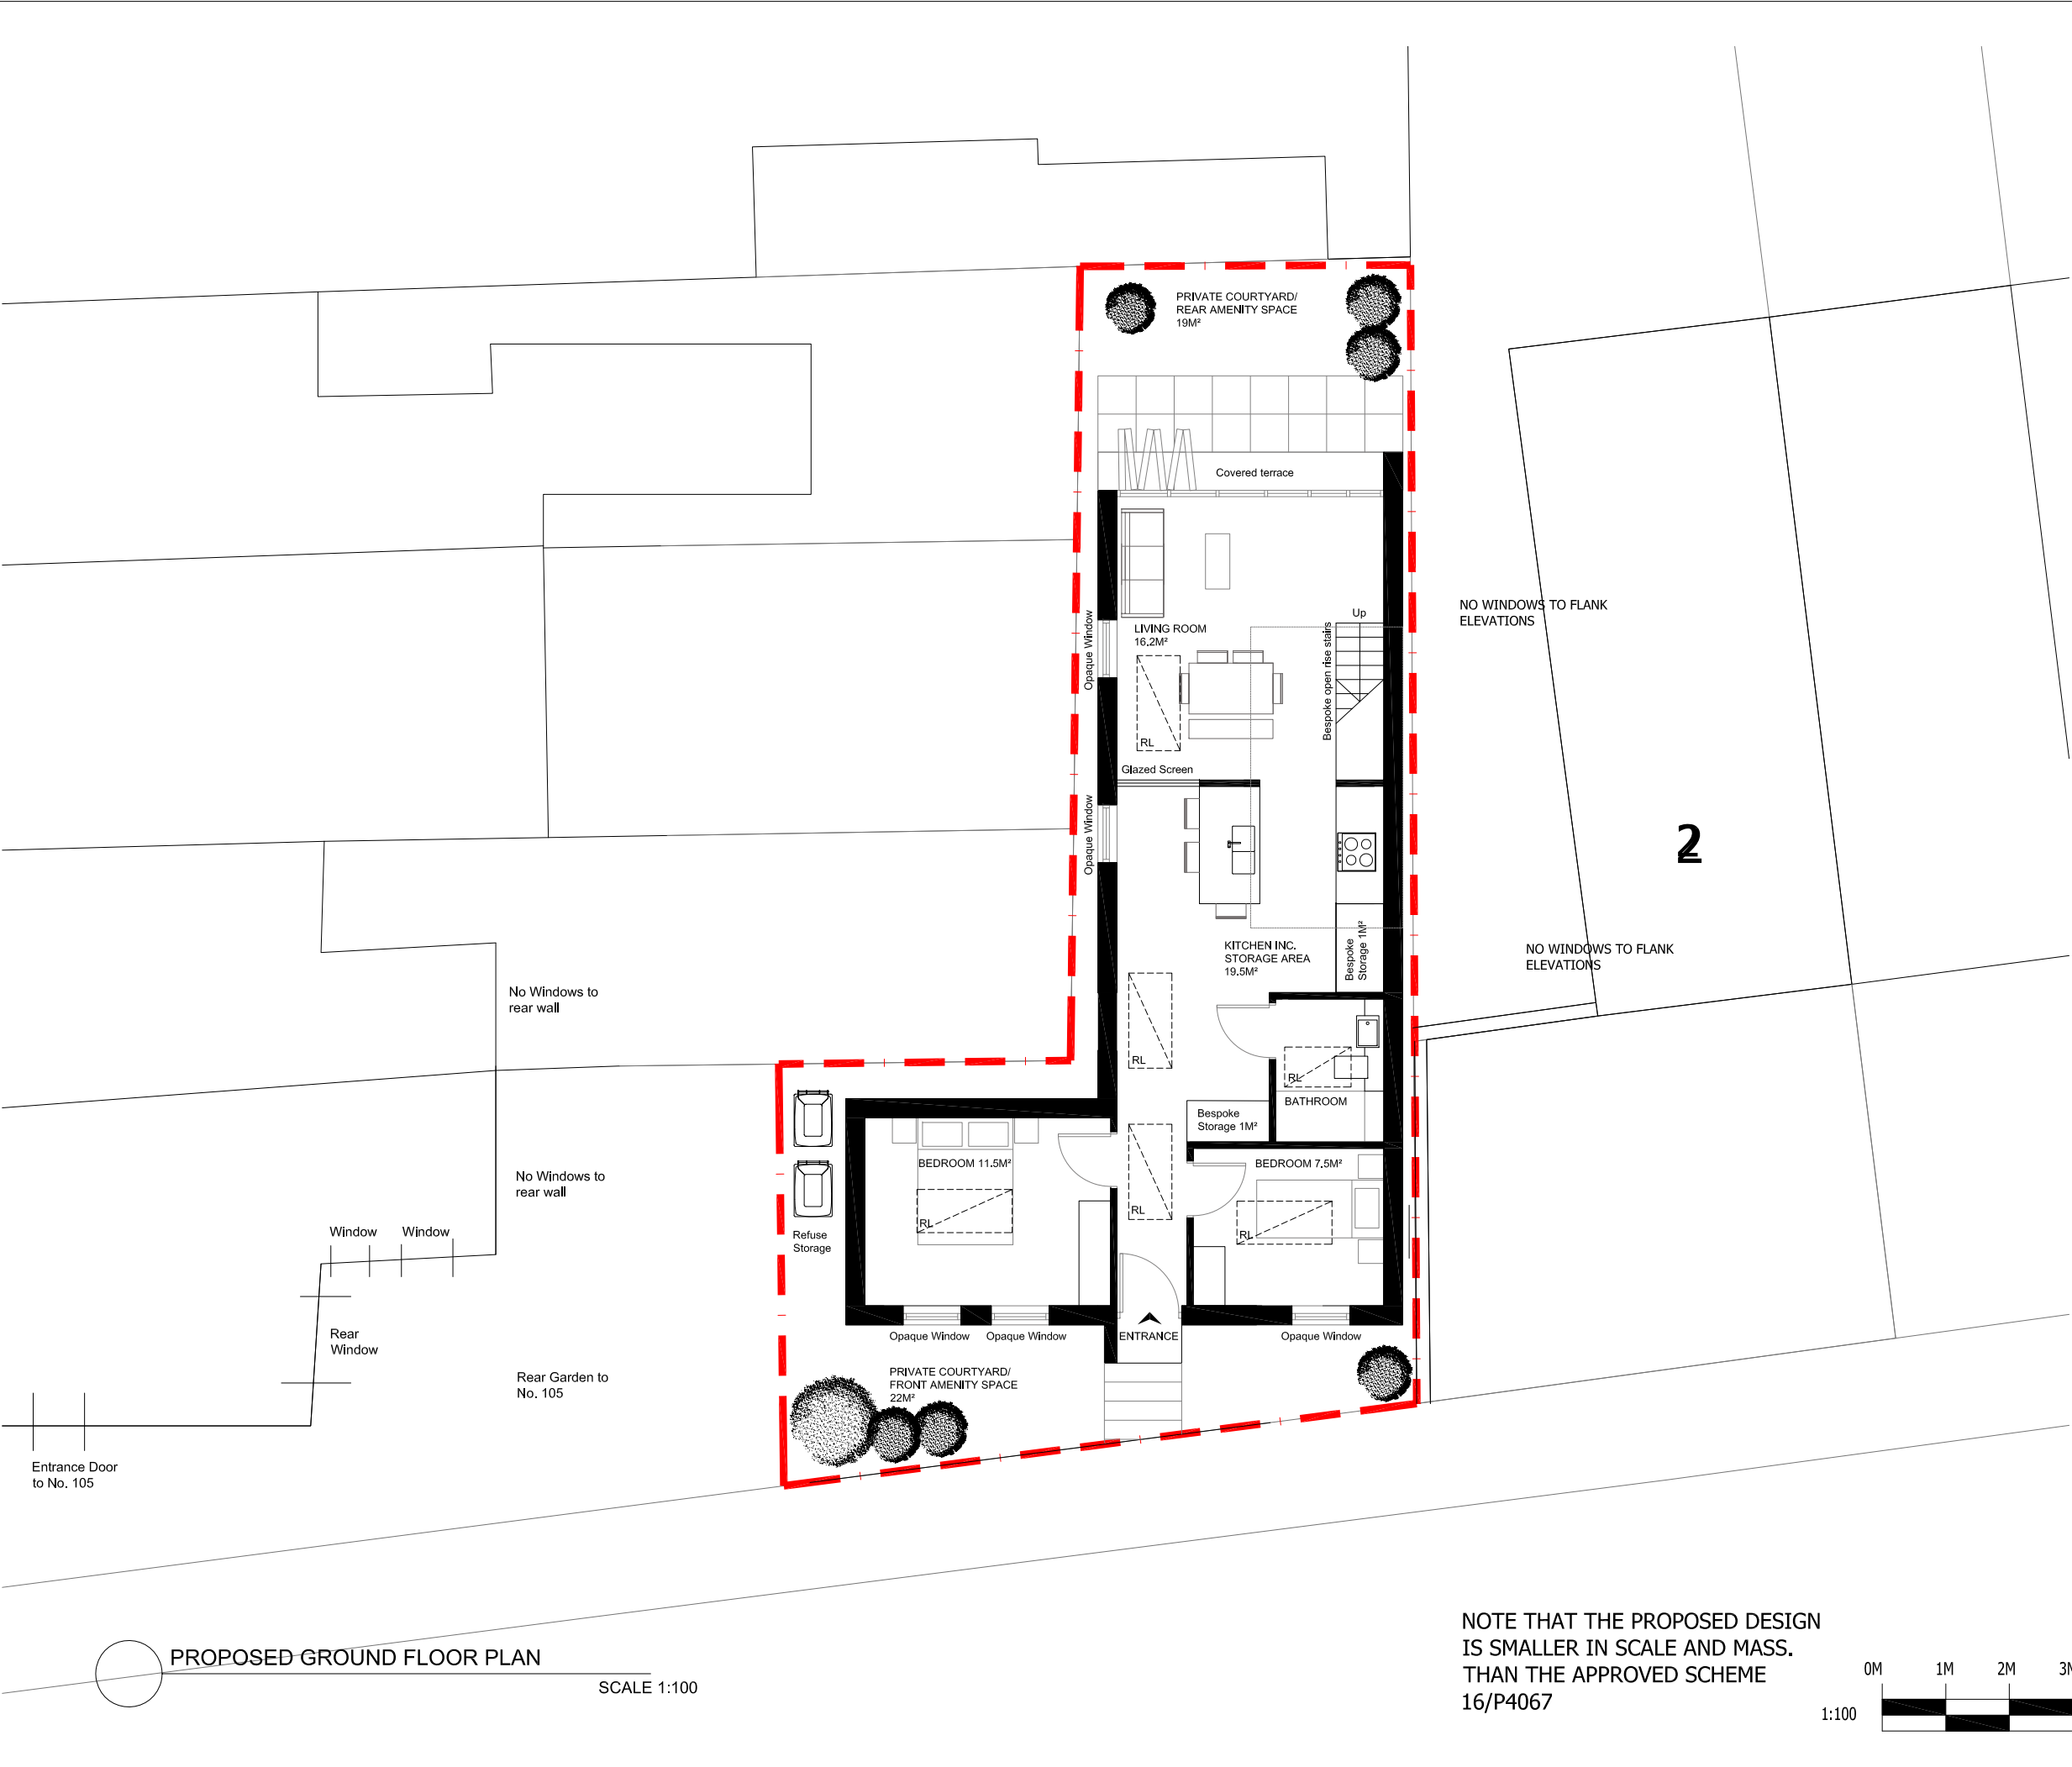 PRIVATE COURTYARD/
REAR AMENITY SPACE
19M²
Covered terrace
Opaque Window
LIVING ROOM
16.2M²
Up
Bespoke open rise stairs
RL
Glazed Screen
NO WINDOWS TO FLANK
ELEVATIONS
Opaque Window
2
KITCHEN INC.
STORAGE AREA
19.5M²
Bespoke
Storage 1M²
NO WINDOWS TO FLANK
ELEVATIONS
No Windows to
rear wall
RL
RL
BATHROOM
Bespoke
Storage 1M²
No Windows to
rear wall
BEDROOM 11.5M²
BEDROOM 7.5M²
RL
RL
RL
Refuse
Storage
Window
Window
Rear
Window
Opaque Window
Opaque Window
ENTRANCE
Opaque Window
Rear Garden to
No. 105
PRIVATE COURTYARD/
FRONT AMENITY SPACE
22M²
Entrance Door
to No. 105
PROPOSED GROUND FLOOR PLAN
SCALE 1:100
NOTE THAT THE PROPOSED DESIGN
IS SMALLER IN SCALE AND MASS.
THAN THE APPROVED SCHEME
16/P4067
0M 1M 2M 3M
1:100